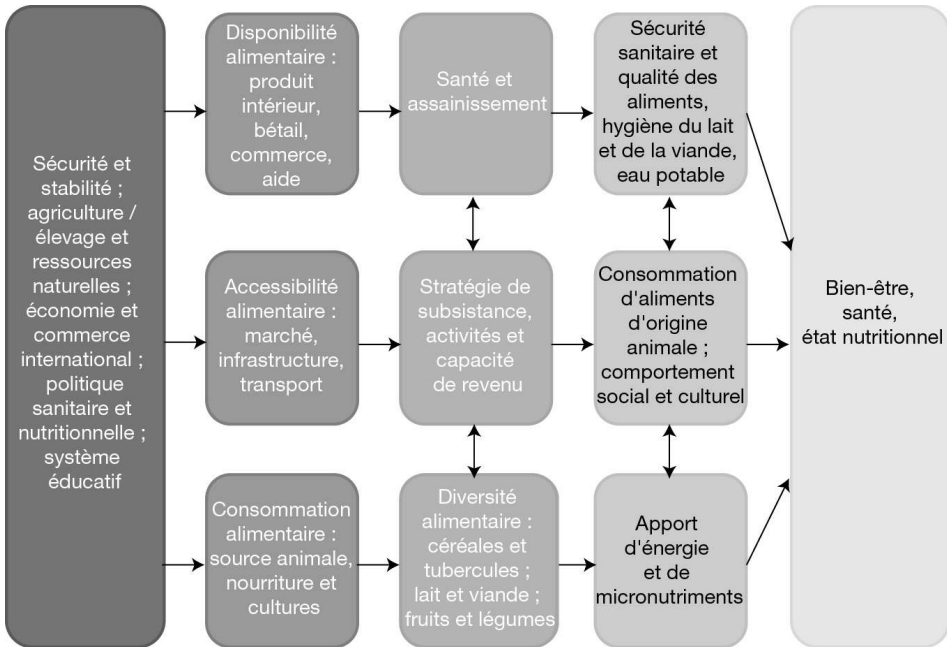 Sécurité et
stabilité ;
agriculture /
élevage et
ressources
naturelles ;
économie et
commerce
international ;
politique
sanitaire et
nutritionnelle ;
système
éducatif
Disponibilité
alimentaire :
produit
intérieur,
bétail,
commerce,
aide
Santé et
assainissement
Sécurité
sanitaire et
qualité des
aliments,
hygiène du lait
et de la viande,
eau potable
Accessibilité
alimentaire :
marché,
infrastructure,
transport
Stratégie de
subsistance,
activités et
capacité
de revenu
Consommation
d'aliments
d'origine
animale ;
comportement
social et culturel
Consommation
alimentaire :
source animale,
nourriture et
cultures
Diversité
alimentaire :
céréales et
tubercules ;
lait et viande ;
fruits et légumes
Apport
d'énergie
et de
micronutriments
Bien-être,
santé,
état nutritionnel